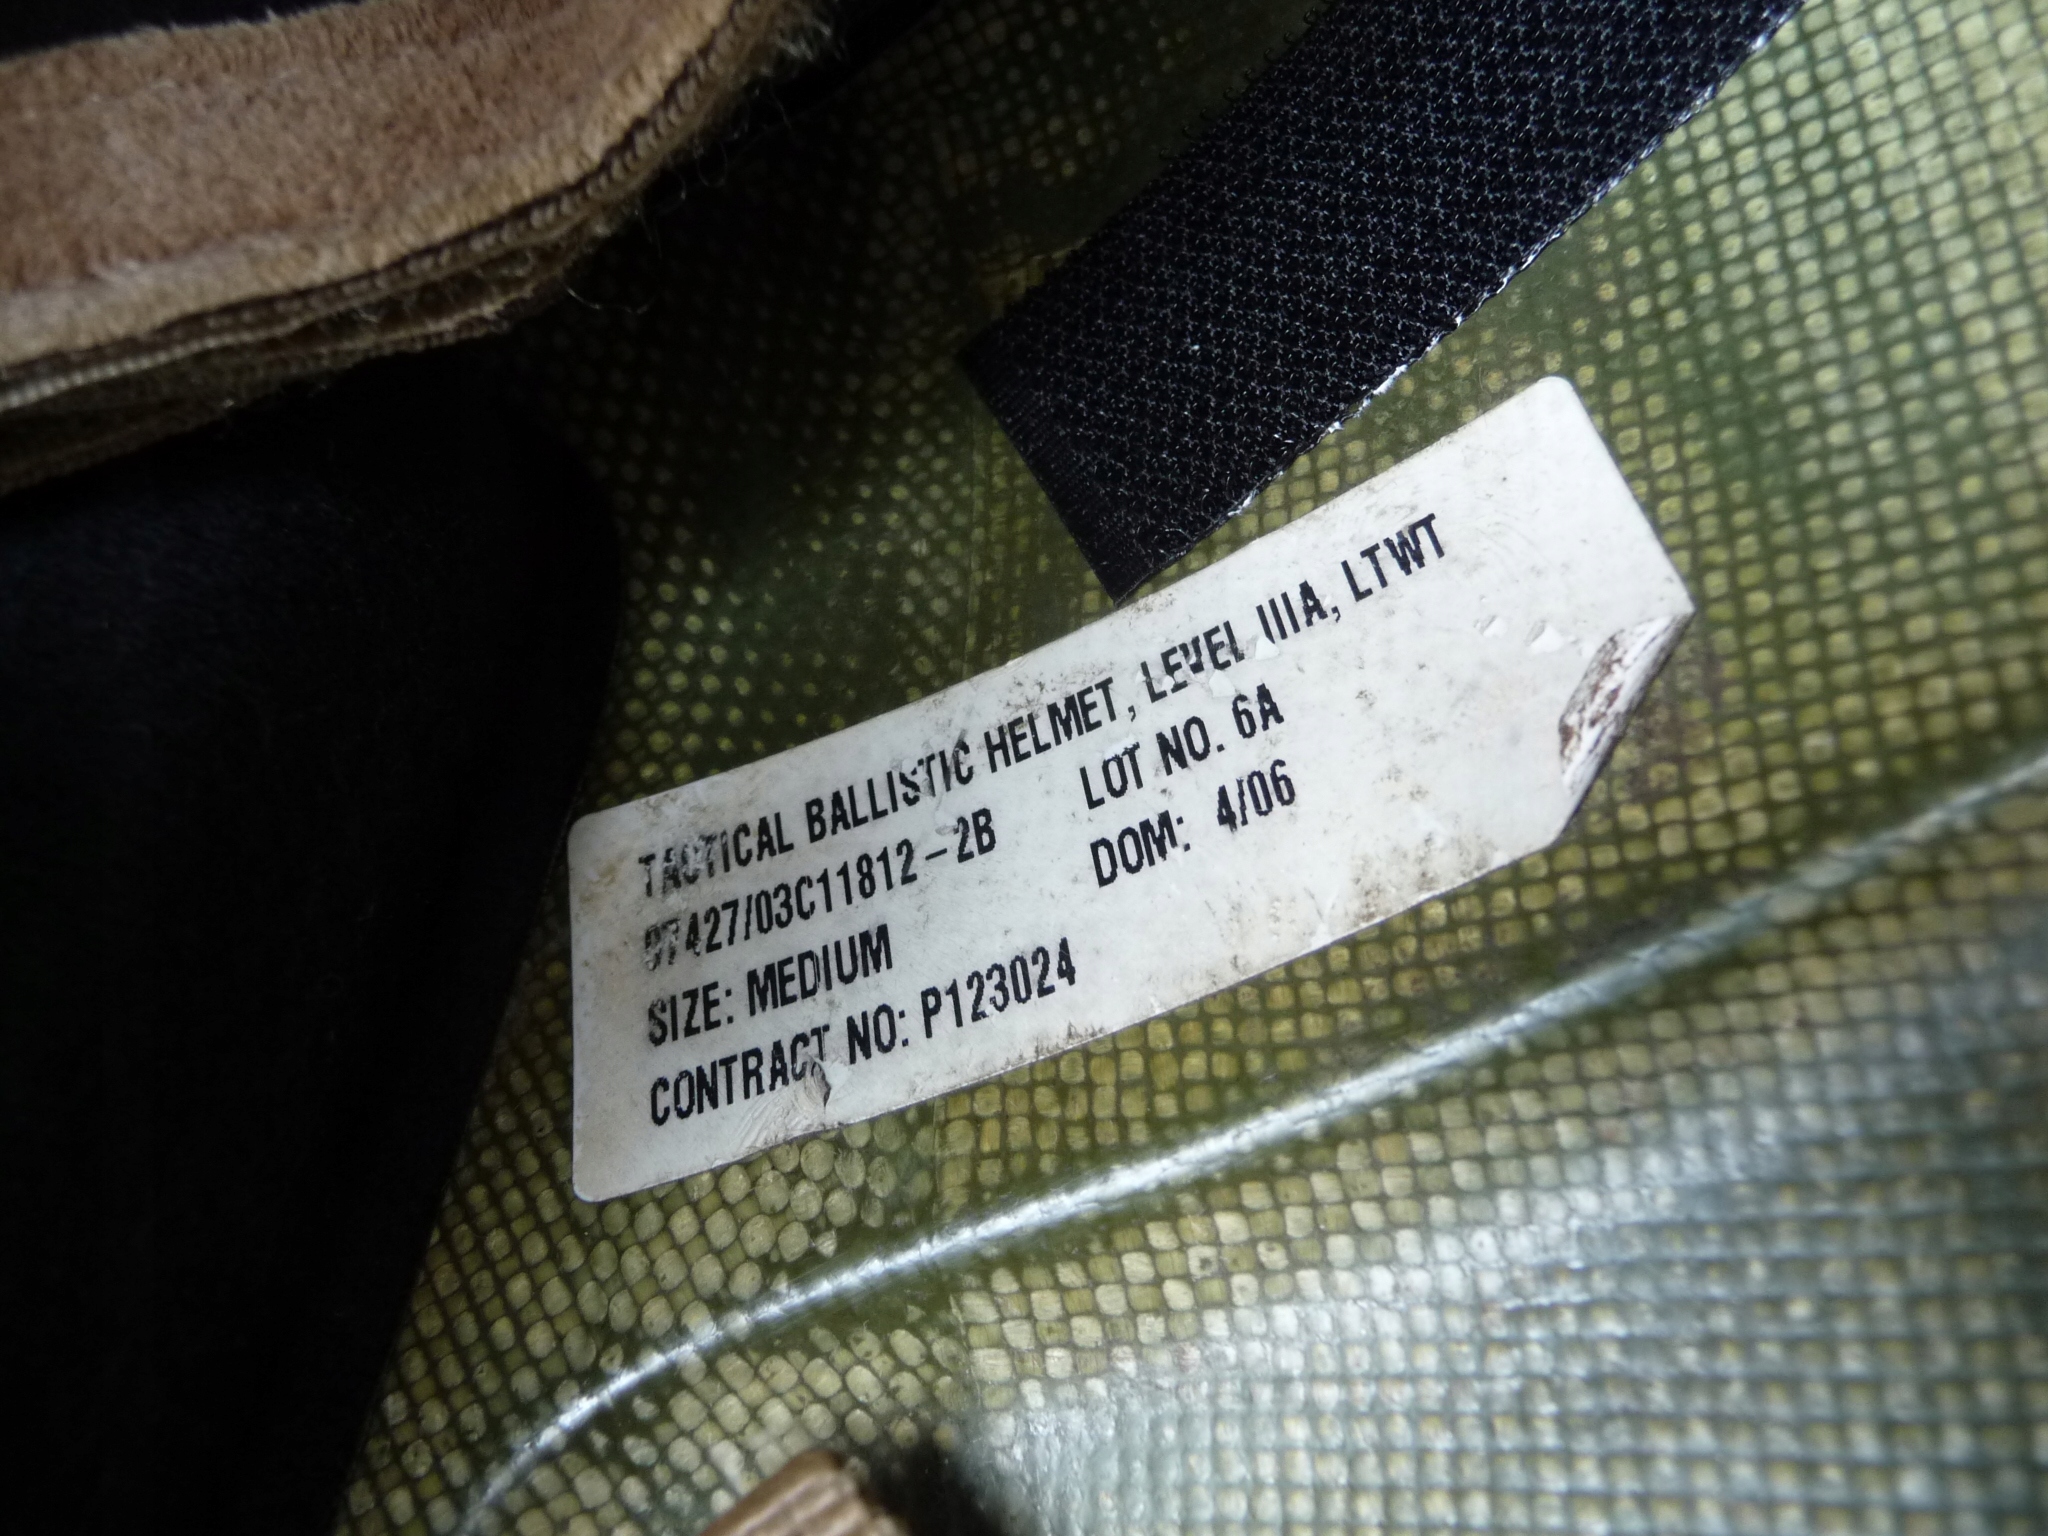 TACTICAL BALLISTIC HELMET, LEVEL IIIA, LTWT
97427/03C11812-2B LOT NO. 6A
SIZE: MEDIUM DOM: 4/06
CONTRACT NO: P123024